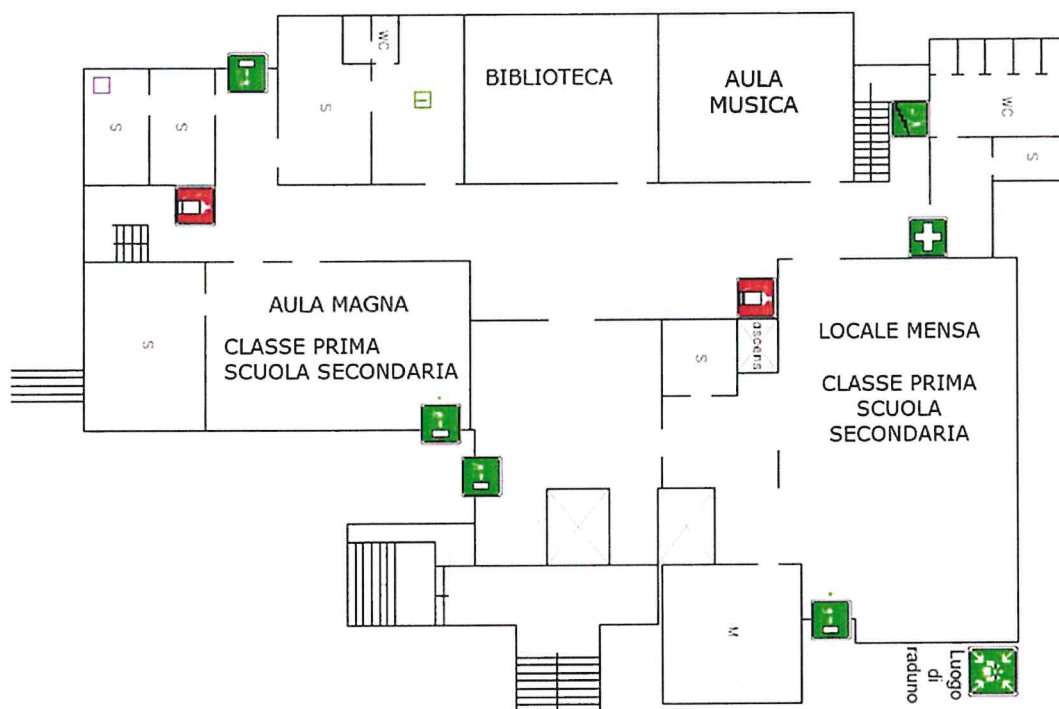 WC
BIBLIOTECA
AULA
MUSICA
WC
S
S
S
S
AULA MAGNA
CLASSE PRIMA
SCUOLA SECONDARIA
S
ascens
S
LOCALE MENSA
CLASSE PRIMA
SCUOLA
SECONDARIA
M
Luogo
di
raduno